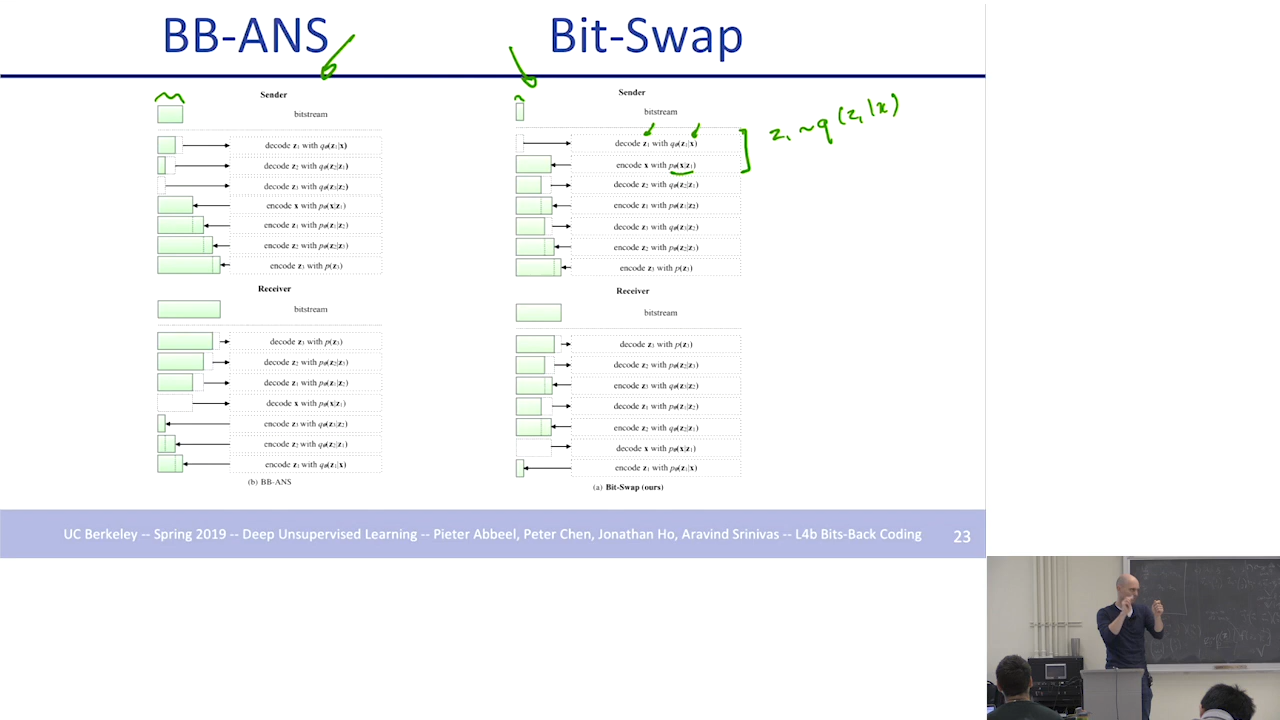 BB-ANS
Bit-Swap
Sender
bitstream
decode z1 with qθ(z1|x)
decode z2 with qθ(z2|z1)
decode z3 with qθ(z3|z2)
encode x with pθ(x|z1)
encode z1 with pθ(z1|z2)
encode z2 with pθ(z2|z3)
encode z3 with p(z3)
Receiver
bitstream
decode z3 with p(z3)
decode z2 with pθ(z2|z3)
decode z1 with pθ(z1|z2)
decode x with pθ(x|z1)
encode z3 with qθ(z3|z2)
encode z2 with qθ(z2|z1)
encode z1 with qθ(z1|x)
(b) BB-ANS
Sender
bitstream
decode z1 with qθ(z1|x)
encode x with pθ(x|z1)
decode z2 with qθ(z2|z1)
encode z1 with pθ(z1|z2)
decode z3 with qθ(z3|z2)
encode z2 with pθ(z2|z3)
encode z3 with p(z3)
Receiver
bitstream
decode z3 with p(z3)
decode z2 with pθ(z2|z3)
encode z3 with qθ(z3|z2)
decode z1 with pθ(z1|z2)
encode z2 with qθ(z2|z1)
decode x with pθ(x|z1)
encode z1 with pθ(z1|x)
(a) Bit-Swap (ours)
z1 ~ q(z1|x)
UC Berkeley -- Spring 2019 -- Deep Unsupervised Learning -- Pieter Abbeel, Peter Chen, Jonathan Ho, Aravind Srinivas -- L4b Bits-Back Coding
23